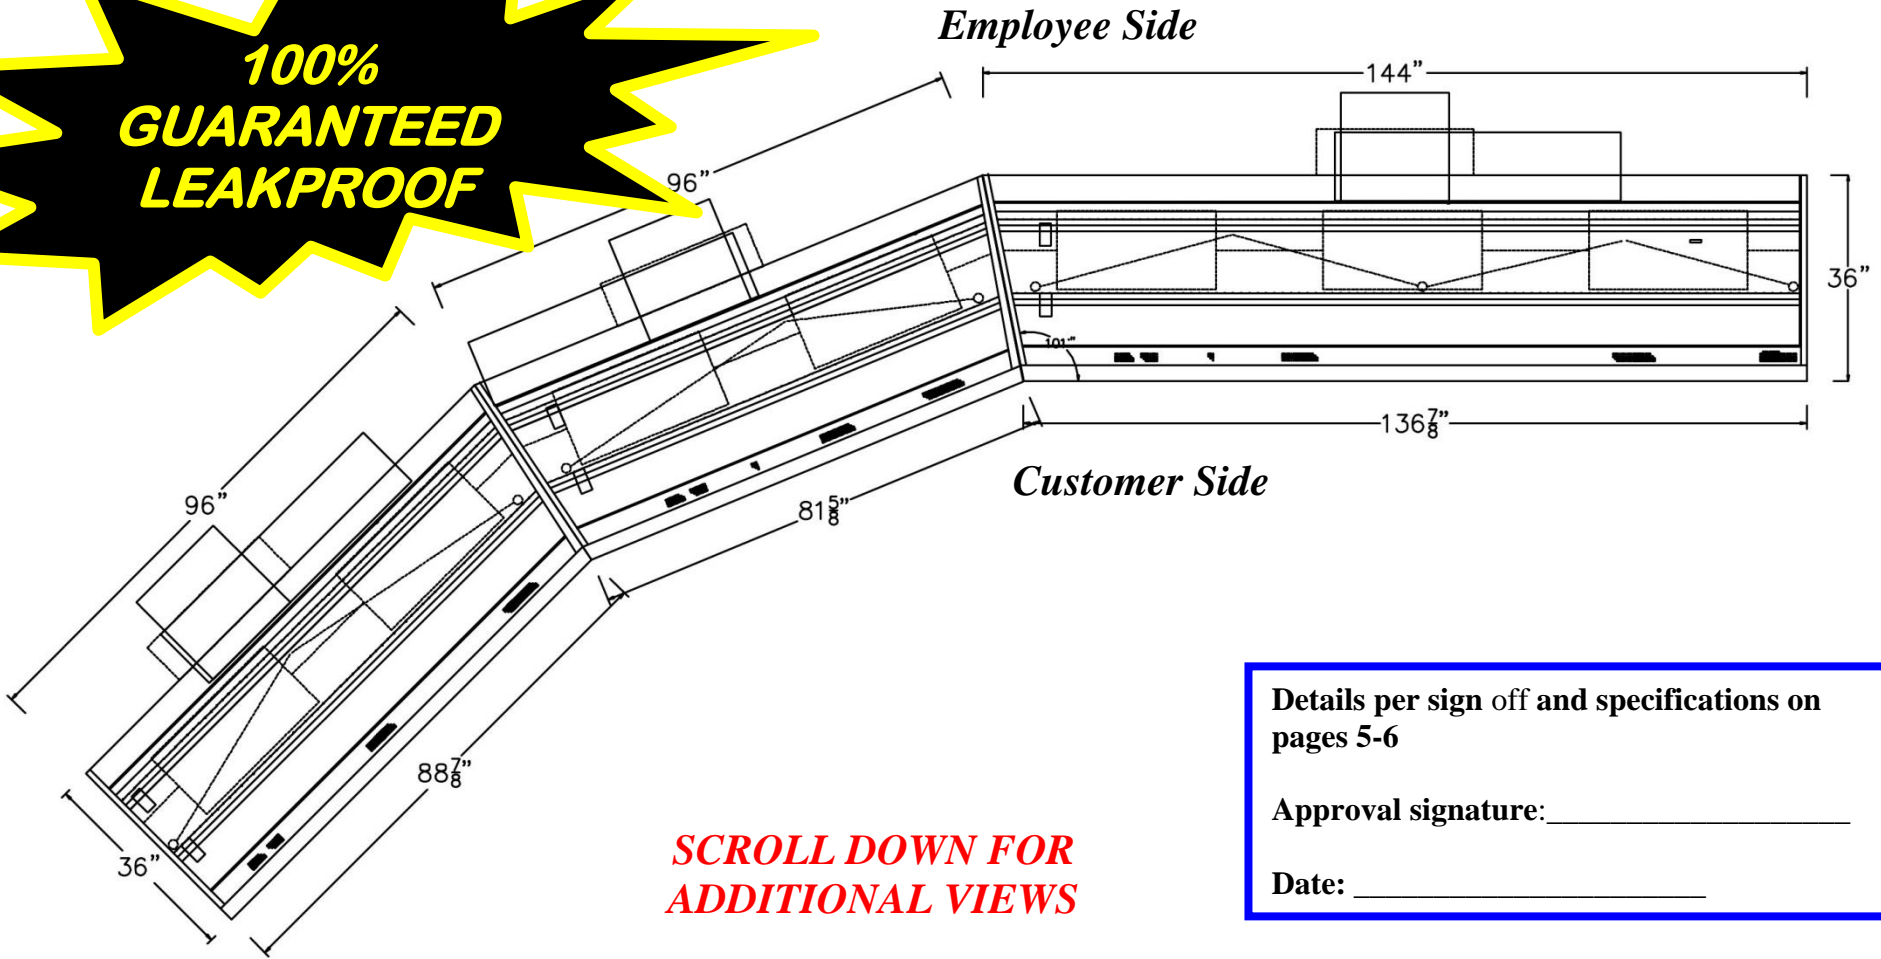 100%
GUARANTEED
LEAKPROOF
Employee Side
144”
96”
36”
101°
136⅞”
Customer Side
81⅝”
96”
88⅞”
36”
Details per sign off and specifications on
pages 5-6
Approval signature:___________________
Date: ______________________
SCROLL DOWN FOR
ADDITIONAL VIEWS